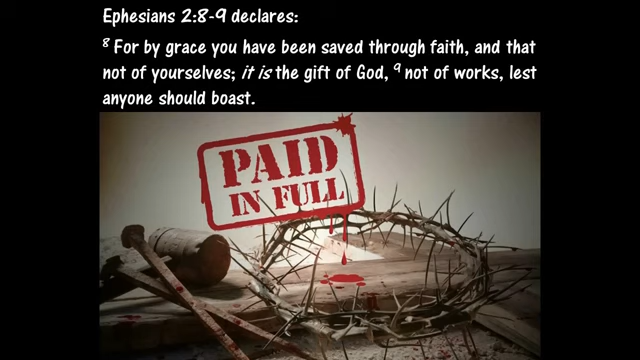 Ephesians 2:8-9 declares:
8 For by grace you have been saved through faith, and that
not of yourselves; it is the gift of God, 9 not of works, lest
anyone should boast.
PAID
IN FULL